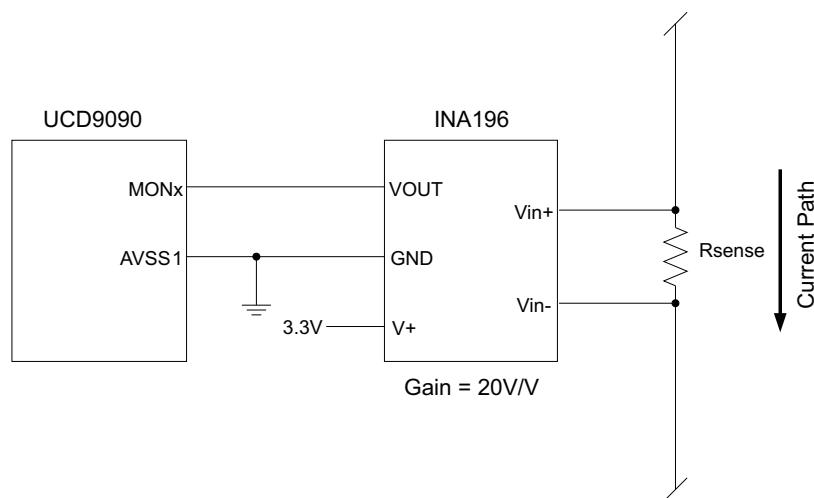 UCD9090
INA196
MONx
VOUT
Vin+
AVSS1
GND
Rsense
Current Path
Vin-
3.3V
V+
Gain = 20V/V